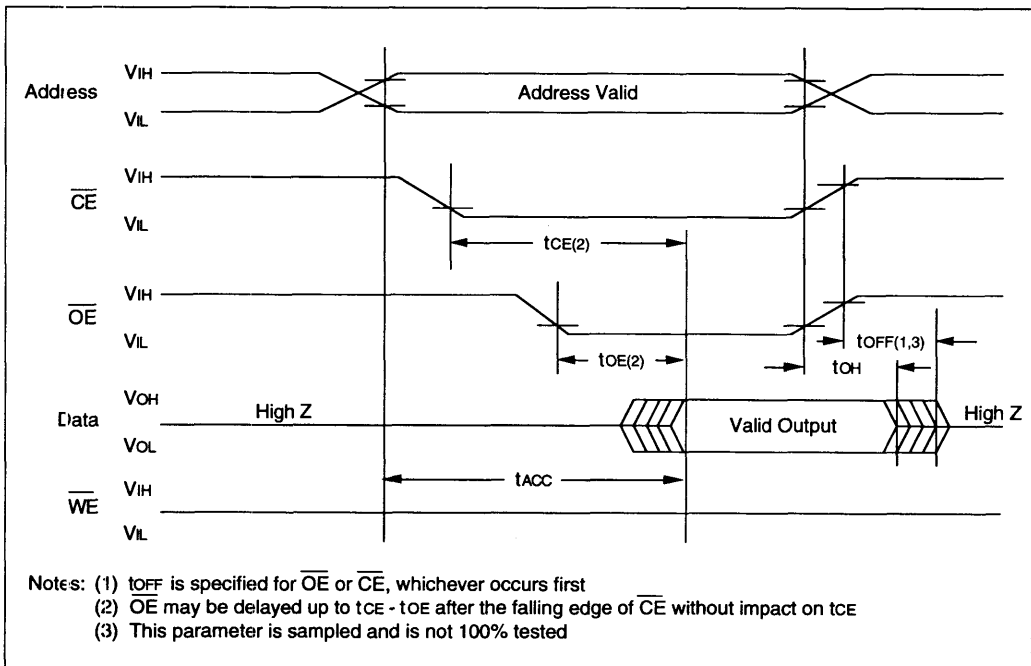 VIH
Address
Address Valid
VIL
VIH
CE
VIL
tCE(2)
VIH
OE
VIL
tOE(2)
tOFF(1,3)
tOH
VOH
High Z
Data
Valid Output
High Z
VOL
tACC
VIH
WE
VIL
Notes: (1) tOFF is specified for OE or CE, whichever occurs first
(2) OE may be delayed up to tCE - tOE after the falling edge of CE without impact on tCE
(3) This parameter is sampled and is not 100% tested